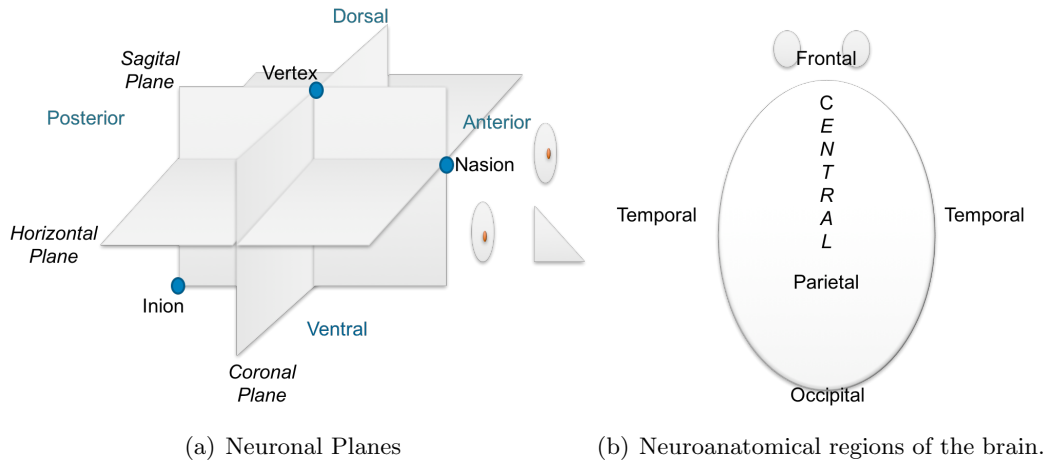 Dorsal
Sagital
Plane
Vertex
Posterior
Anterior
Nasion
Horizontal
Plane
Inion
Ventral
Coronal
Plane
(a) Neuronal Planes
Frontal
C
E
N
T
R
A
L
Temporal
Temporal
Parietal
Occipital
(b) Neuroanatomical regions of the brain.